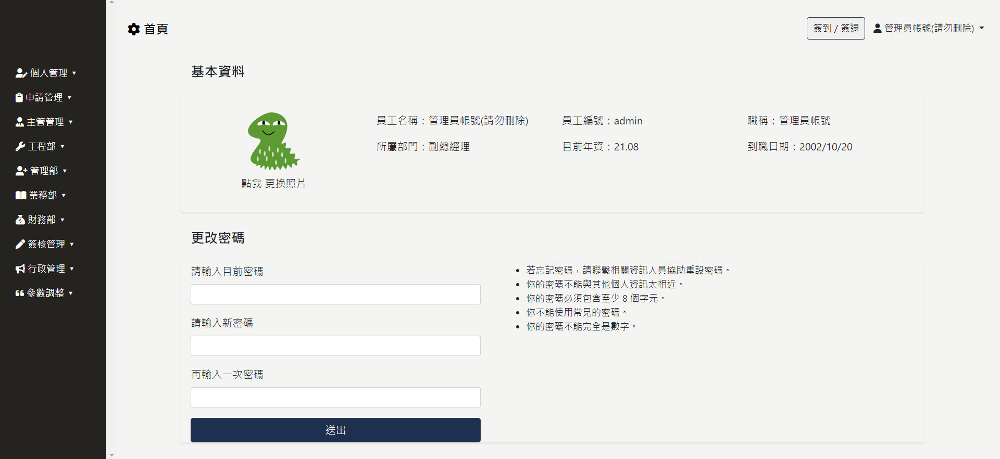 首頁
簽到 / 簽退
管理員帳號(請勿刪除)
個人管理
申請管理
主管管理
工程部
管理部
業務部
財務部
簽核管理
行政管理
參數調整
基本資料
點我 更換照片
員工名稱：管理員帳號(請勿刪除)
員工編號：admin
職稱：管理員帳號
所屬部門：副總經理
目前年資：21.08
到職日期：2002/10/20
更改密碼
請輸入目前密碼
請輸入新密碼
再輸入一次密碼
送出
若忘記密碼，請聯繫相關資訊人員協助重設密碼。
你的密碼不能與其他個人資訊太相近。
你的密碼必須包含至少 8 個字元。
你不能使用常見的密碼。
你的密碼不能完全是數字。